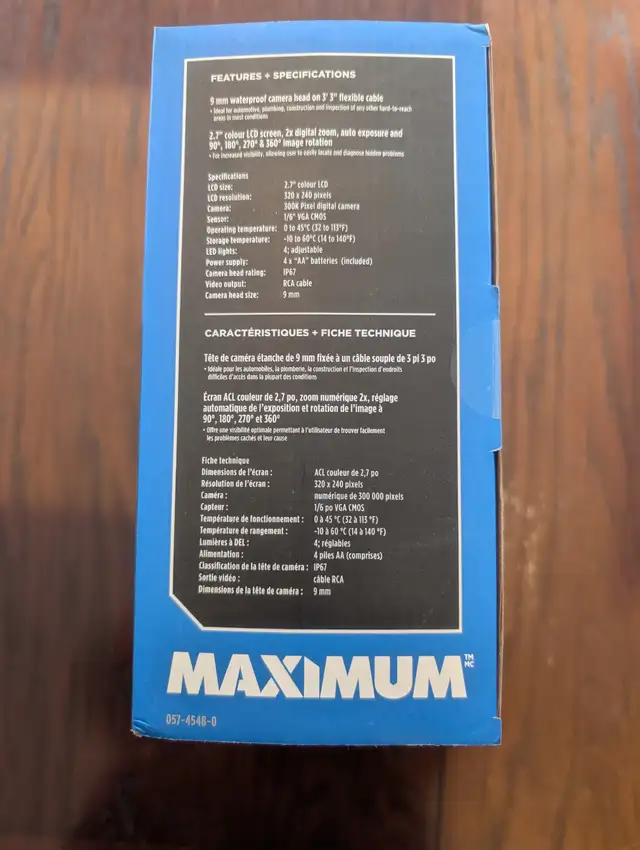 FEATURES + SPECIFICATIONS
9 mm waterproof camera head on 3' 3" flexible cable
• Ideal for automotive, plumbing, construction and inspection of any other hard-to-reach
areas in most conditions
2.7" colour LCD screen, 2x digital zoom, auto exposure and
90°, 180°, 270° & 360° image rotation
• For increased visibility, allowing user to easily locate and diagnose hidden problems
Specifications
LCD size: 2.7" colour LCD
LCD resolution: 320 x 240 pixels
Camera: 300K Pixel digital camera
Sensor: 1/6" VGA CMOS
Operating temperature: 0 to 45°C (32 to 113°F)
Storage temperature: -10 to 60°C (14 to 140°F)
LED lights: 4; adjustable
Power supply: 4 x "AA" batteries (included)
Camera head rating: IP67
Video output: RCA cable
Camera head size: 9 mm
CARACTÉRISTIQUES + FICHE TECHNIQUE
Tête de caméra étanche de 9 mm fixée à un câble souple de 3 pi 3 po
• Idéale pour les automobiles, la plomberie, la construction et l'inspection d'endroits
difficiles d'accès dans la plupart des conditions
Écran ACL couleur de 2,7 po, zoom numérique 2x, réglage
automatique de l'exposition et rotation de l'image à
90°, 180°, 270° et 360°
• Offre une visibilité optimale permettant à l'utilisateur de trouver facilement
les problèmes cachés et leur cause
Fiche technique
Dimensions de l'écran : ACL couleur de 2,7 po
Résolution de l'écran : 320 x 240 pixels
Caméra : numérique de 300 000 pixels
Capteur : 1/6 po VGA CMOS
Température de fonctionnement : 0 à 45 °C (32 à 113 °F)
Température de rangement : -10 à 60 °C (14 à 140 °F)
Lumières à DEL : 4; réglables
Alimentation : 4 piles AA (comprises)
Classification de la tête de caméra : IP67
Sortie vidéo : câble RCA
Dimensions de la tête de caméra : 9 mm
MAXIMUM TM MC
057-4548-0